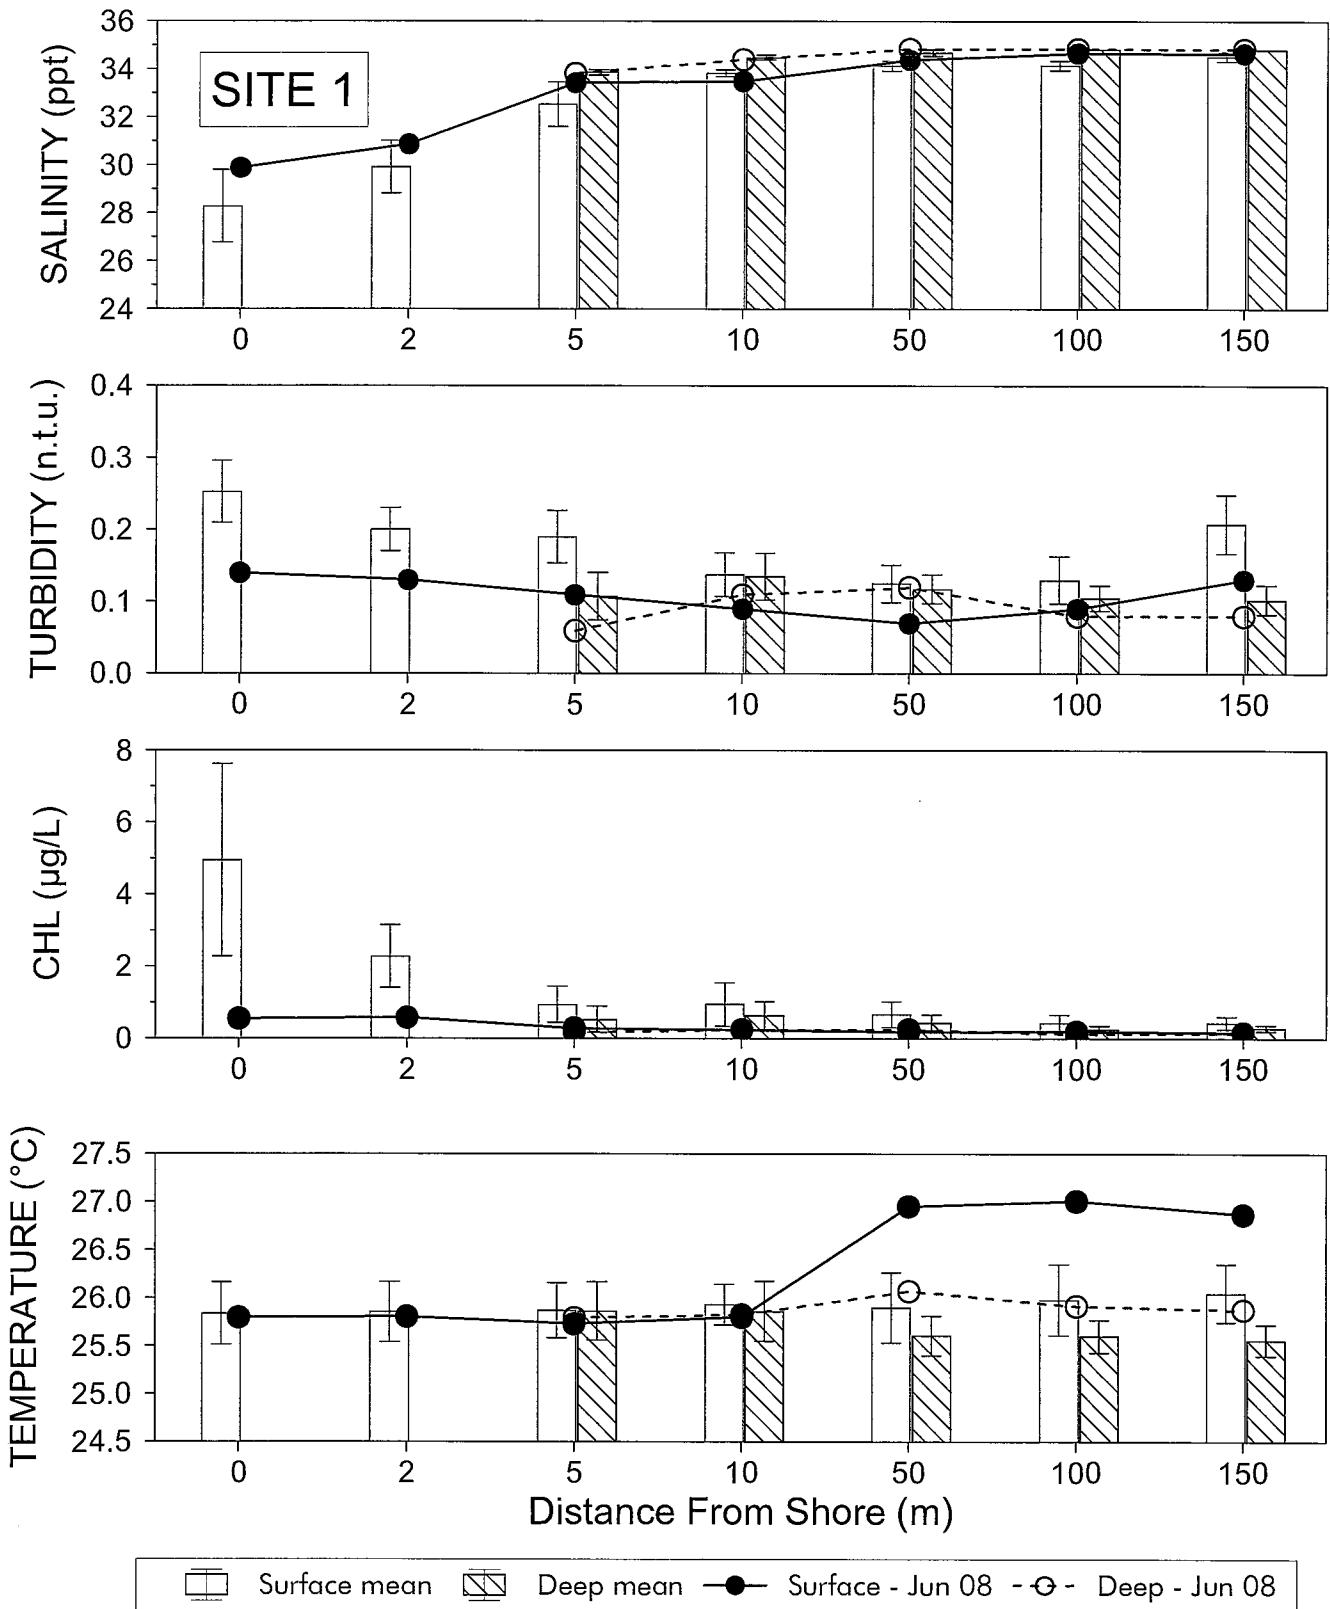 SITE 1
SALINITY (ppt)
36
34
32
30
28
26
24
0 2 5 10 50 100 150
TURBIDITY (n.t.u.)
0.4
0.3
0.2
0.1
0.0
0 2 5 10 50 100 150
CHL (µg/L)
8
6
4
2
0
0 2 5 10 50 100 150
TEMPERATURE (°C)
27.5
27.0
26.5
26.0
25.5
25.0
24.5
0 2 5 10 50 100 150
Distance From Shore (m)
Surface mean Deep mean Surface - Jun 08 Deep - Jun 08